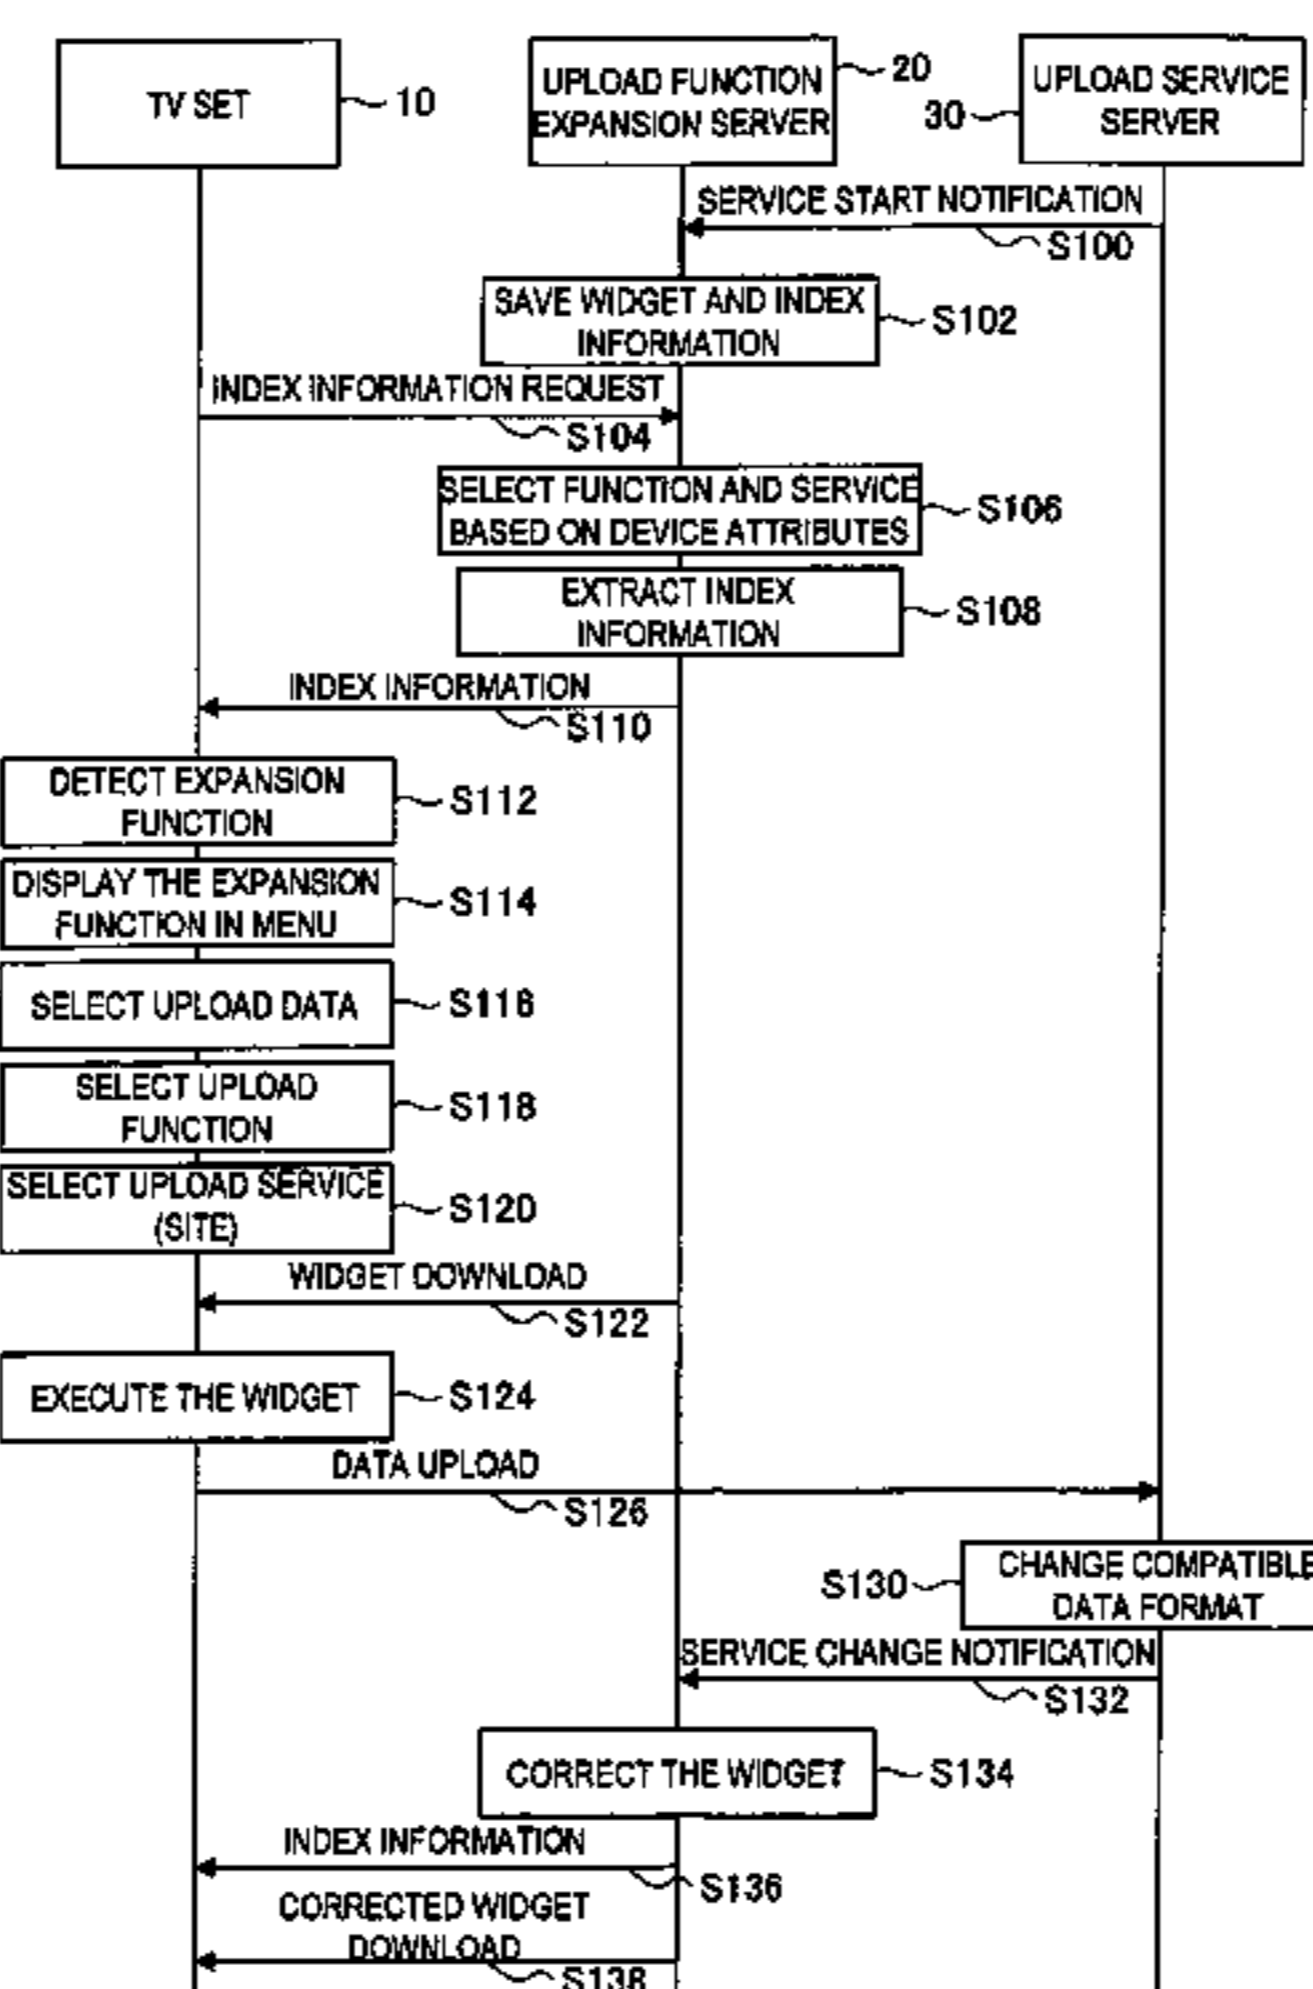 TV SET
10
UPLOAD FUNCTION
EXPANSION SERVER
20
30
UPLOAD SERVICE
SERVER
SERVICE START NOTIFICATION
S100
SAVE WIDGET AND INDEX
INFORMATION
S102
INDEX INFORMATION REQUEST
S104
SELECT FUNCTION AND SERVICE
BASED ON DEVICE ATTRIBUTES
S106
EXTRACT INDEX
INFORMATION
S108
INDEX INFORMATION
S110
DETECT EXPANSION
FUNCTION
S112
DISPLAY THE EXPANSION
FUNCTION IN MENU
S114
SELECT UPLOAD DATA
S116
SELECT UPLOAD
FUNCTION
S118
SELECT UPLOAD SERVICE
(SITE)
S120
WIDGET DOWNLOAD
S122
EXECUTE THE WIDGET
S124
DATA UPLOAD
S126
S130
CHANGE COMPATIBLE
DATA FORMAT
SERVICE CHANGE NOTIFICATION
S132
CORRECT THE WIDGET
S134
INDEX INFORMATION
S136
CORRECTED WIDGET
DOWNLOAD
S138